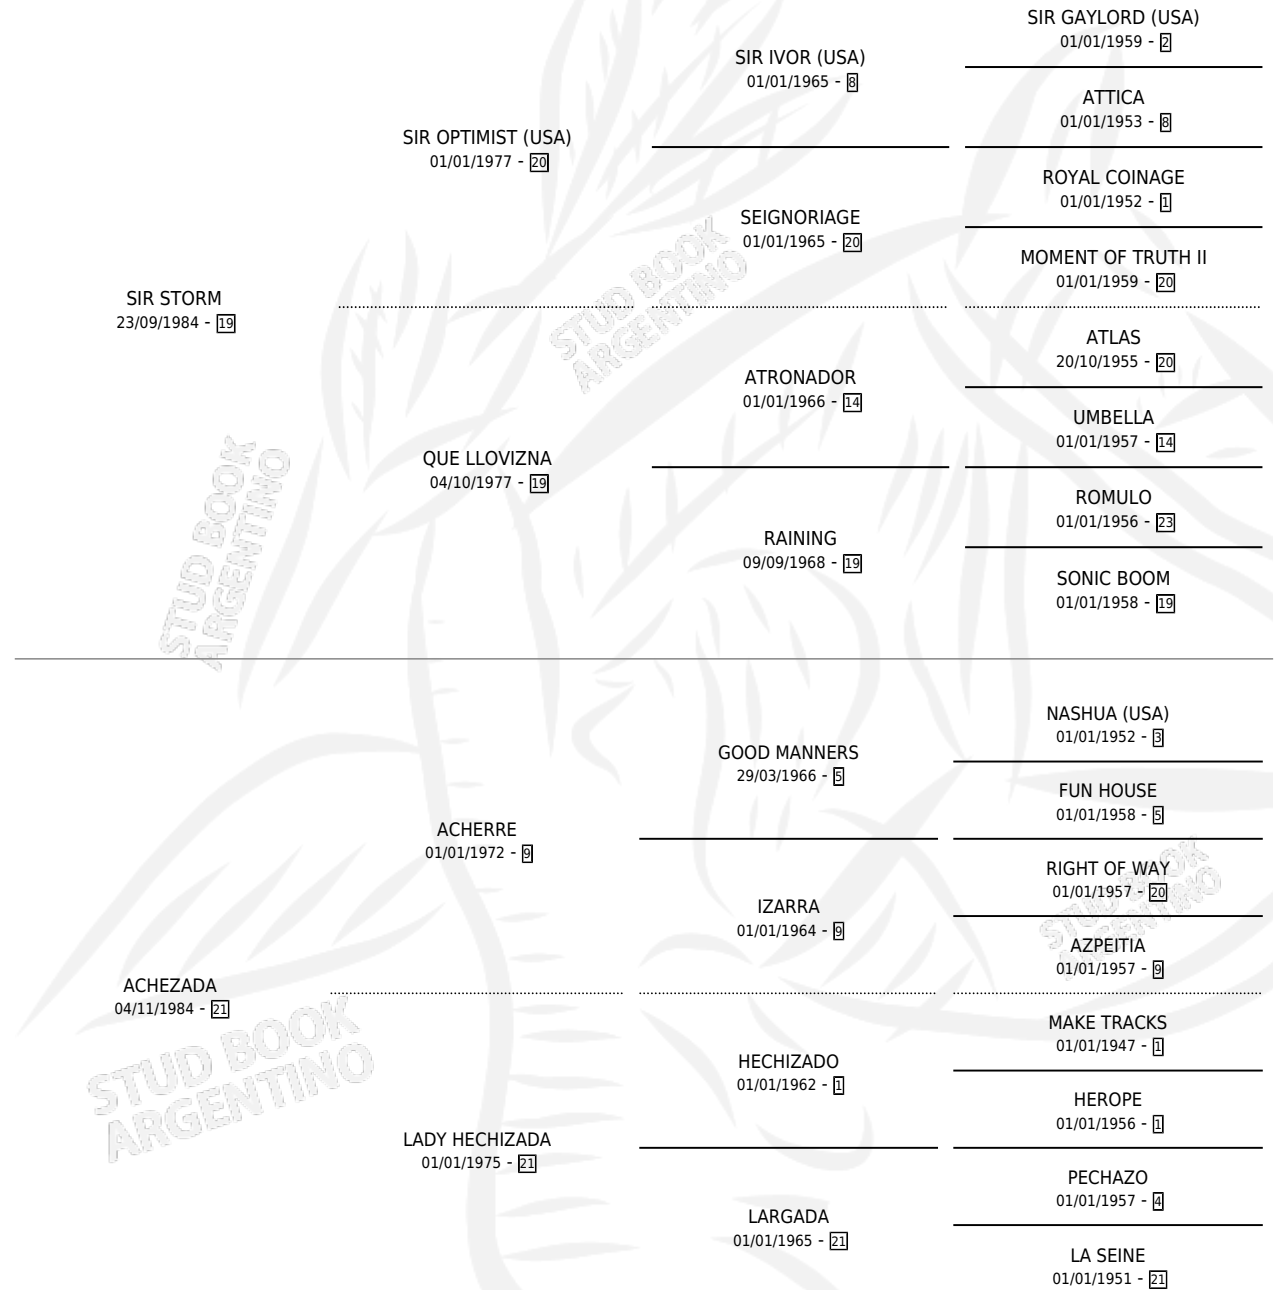 SIR GAYLORD (USA)
01/01/1959 - 2
SIR IVOR (USA)
01/01/1965 - 8
ATTICA
01/01/1953 - 8
SIR OPTIMIST (USA)
01/01/1977 - 20
ROYAL COINAGE
01/01/1952 - 1
SEIGNORIAGE
01/01/1965 - 20
MOMENT OF TRUTH II
01/01/1959 - 20
SIR STORM
23/09/1984 - 19
ATLAS
20/10/1955 - 20
ATRONADOR
01/01/1966 - 14
UMBELLA
01/01/1957 - 14
QUE LLOVIZNA
04/10/1977 - 19
ROMULO
01/01/1956 - 23
RAINING
09/09/1968 - 19
SONIC BOOM
01/01/1958 - 19
STUD BOOK
ARGENTINO
STUD BOOK
ARGENTINO
NASHUA (USA)
01/01/1952 - 3
GOOD MANNERS
29/03/1966 - 5
FUN HOUSE
01/01/1958 - 5
ACHERRE
01/01/1972 - 9
RIGHT OF WAY
01/01/1957 - 20
IZARRA
01/01/1964 - 9
AZPEITIA
01/01/1957 - 9
ACHEZADA
04/11/1984 - 21
MAKE TRACKS
01/01/1947 - 1
HECHIZADO
01/01/1962 - 1
HEROPE
01/01/1956 - 1
LADY HECHIZADA
01/01/1975 - 21
PECHAZO
01/01/1957 - 4
LARGADA
01/01/1965 - 21
LA SEINE
01/01/1951 - 21
STUD BOOK
ARGENTINO
STUD BOOK
ARGENTINO